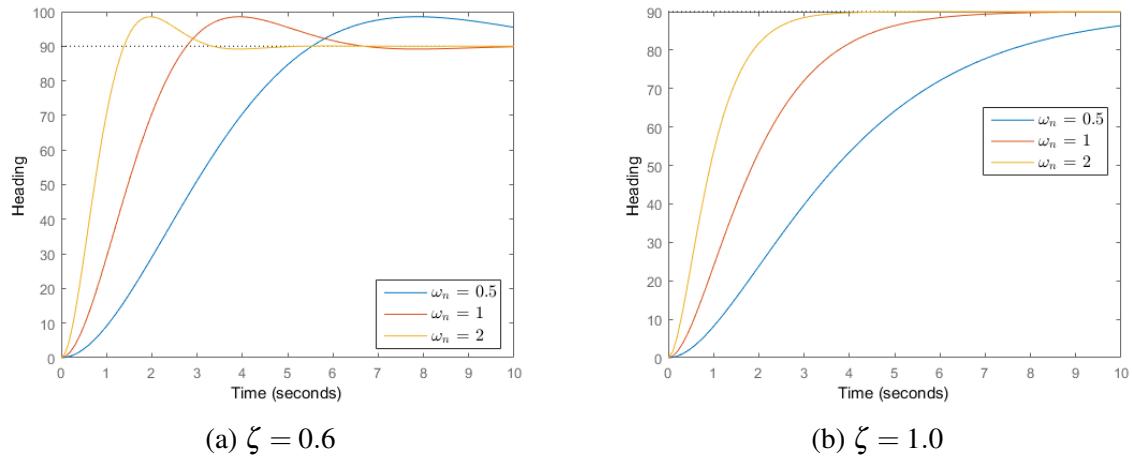 100
90
80
70
60
50
40
30
20
10
0
Heading
ωₙ = 0.5
ωₙ = 1
ωₙ = 2
0 1 2 3 4 5 6 7 8 9 10
Time (seconds)
(a) ζ = 0.6
90
80
70
60
50
40
30
20
10
0
Heading
ωₙ = 0.5
ωₙ = 1
ωₙ = 2
0 1 2 3 4 5 6 7 8 9 10
Time (seconds)
(b) ζ = 1.0